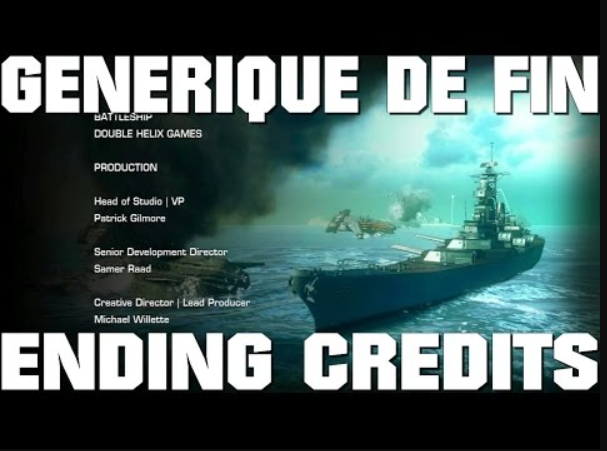 GENERIQUE DE FIN
BATTLESHIP
DOUBLE HELIX GAMES
PRODUCTION
Head of Studio | VP
Patrick Gilmore
Senior Development Director
Samer Raad
Creative Director | Lead Producer
Michael Willette
ENDING CREDITS